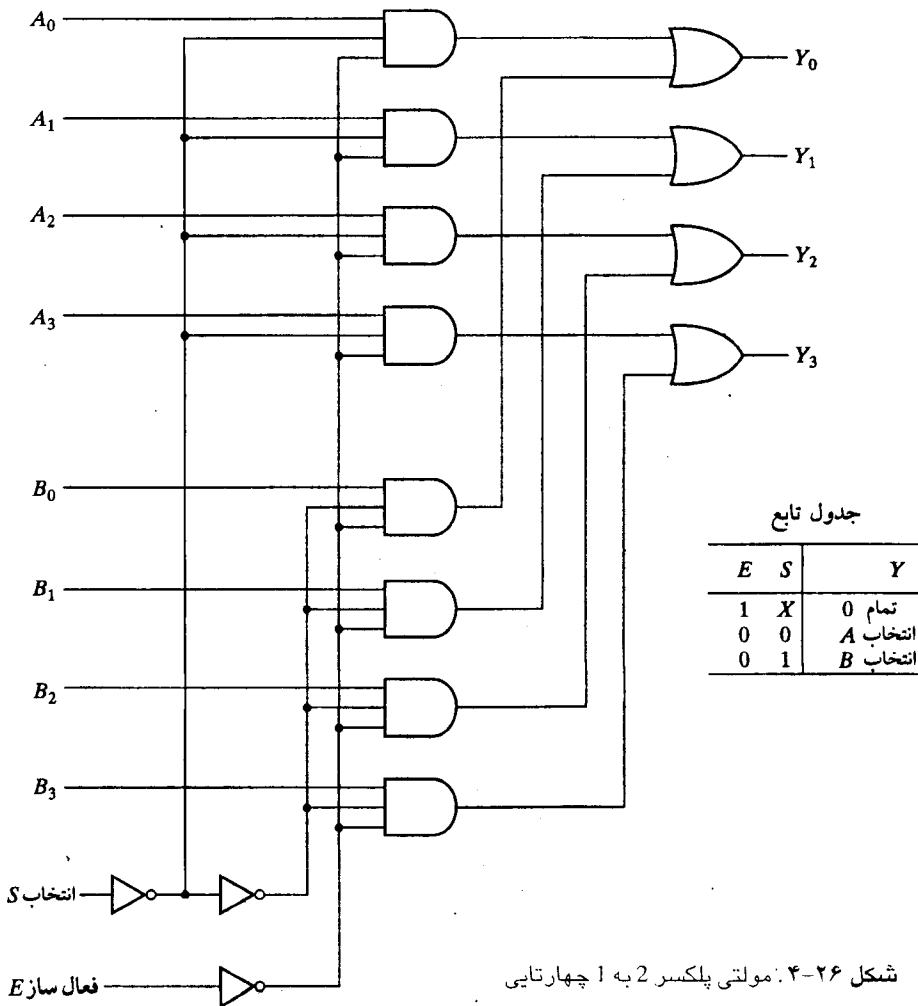 A₀
Y₀
A₁
Y₁
A₂
Y₂
A₃
Y₃
B₀
جدول تابع
E S Y
1 X تمام 0
0 0 انتخاب A
0 1 انتخاب B
B₁
B₂
B₃
انتخاب S
فعال ساز E
شکل ۲۶-۴: مولتی پلکسر 2 به 1 چهارتایی